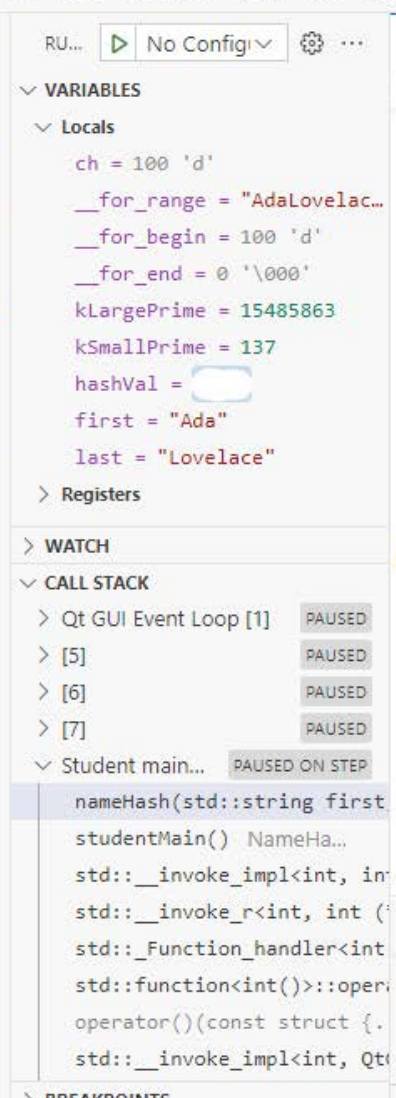 RU... No Config
VARIABLES
Locals
ch = 100 'd'
__for_range = "AdaLovelac…
__for_begin = 100 'd'
__for_end = 0 '\000'
kLargePrime = 15485863
kSmallPrime = 137
hashVal =
first = "Ada"
last = "Lovelace"
Registers
WATCH
CALL STACK
Qt GUI Event Loop [1] PAUSED
[5] PAUSED
[6] PAUSED
[7] PAUSED
Student main... PAUSED ON STEP
nameHash(std::string first
studentMain() NameHa...
std::__invoke_impl<int, in
std::__invoke_r<int, int (
std::_Function_handler<int
std::function<int()>::oper
operator()(const struct {.
std::__invoke_impl<int, Qt
BREAKPOINTS